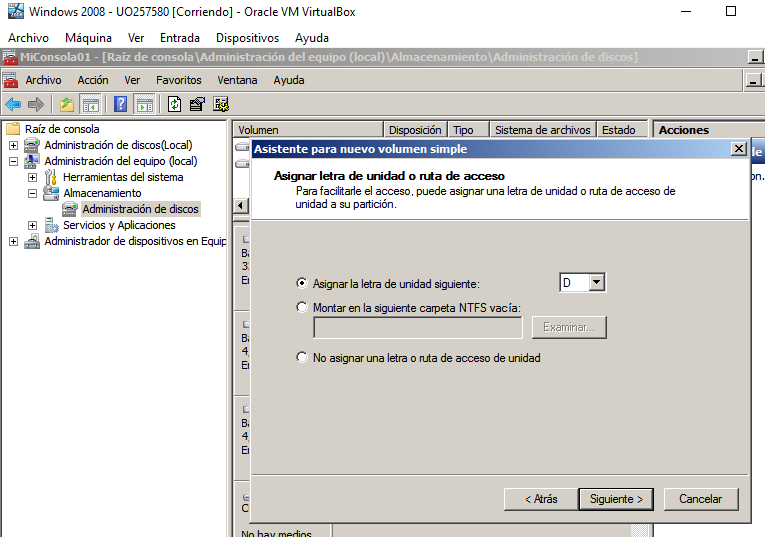 Windows 2008 - UO257580 [Corriendo] - Oracle VM VirtualBox
Archivo Máquina Ver Entrada Dispositivos Ayuda
MiConsola01 - [Raíz de consola\Administración del equipo (local)\Almacenamiento\Administración de discos]
Archivo Acción Ver Favoritos Ventana Ayuda
Raíz de consola
Administración de discos(Local)
Administración del equipo (local)
Herramientas del sistema
Almacenamiento
Administración de discos
Servicios y Aplicaciones
Administrador de dispositivos en Equip
Volumen Disposición Tipo Sistema de archivos Estado
Acciones
Asistente para nuevo volumen simple
Asignar letra de unidad o ruta de acceso
Para facilitarle el acceso, puede asignar una letra de unidad o ruta de acceso de
unidad a su partición.
Asignar la letra de unidad siguiente: D
Montar en la siguiente carpeta NTFS vacía:
Examinar...
No asignar una letra o ruta de acceso de unidad
< Atrás Siguiente > Cancelar
No hay medios